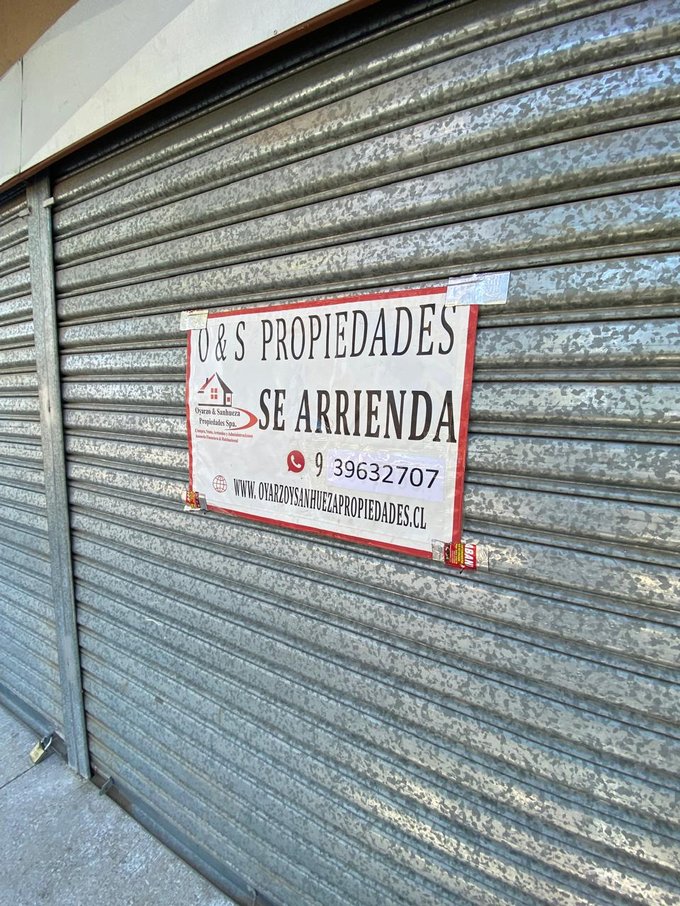 O & S PROPIEDADES
SE ARRIENDA
Oyarzo & Sanhueza
Propiedades Spa.
9 39632707
WWW. OYARZOYSANHUEZAPROPIEDADES.CL